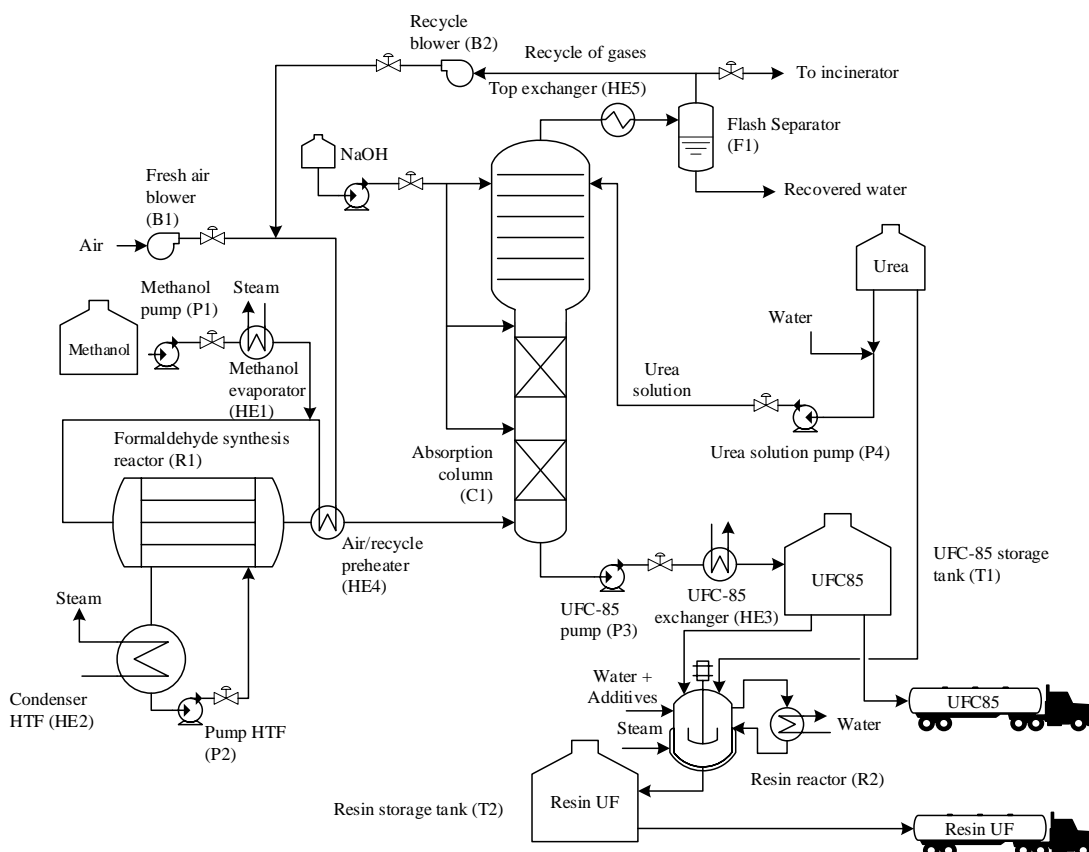 Recycle
blower (B2)
Recycle of gases
To incinerator
Top exchanger (HE5)
Flash Separator
(F1)
NaOH
Recovered water
Fresh air
blower
(B1)
Air
Urea
Methanol
pump (P1)
Steam
Water
Methanol
Methanol
evaporator
(HE1)
Urea
solution
Formaldehyde synthesis
reactor (R1)
Absorption
column
(C1)
Urea solution pump (P4)
Air/recycle
preheater
(HE4)
UFC-85 storage
tank (T1)
UFC85
Steam
UFC-85
pump (P3)
UFC-85
exchanger (HE3)
Water +
Additives
Condenser
HTF (HE2)
Pump HTF
(P2)
Steam
Water
UFC85
Resin reactor (R2)
Resin storage tank (T2)
Resin UF
Resin UF